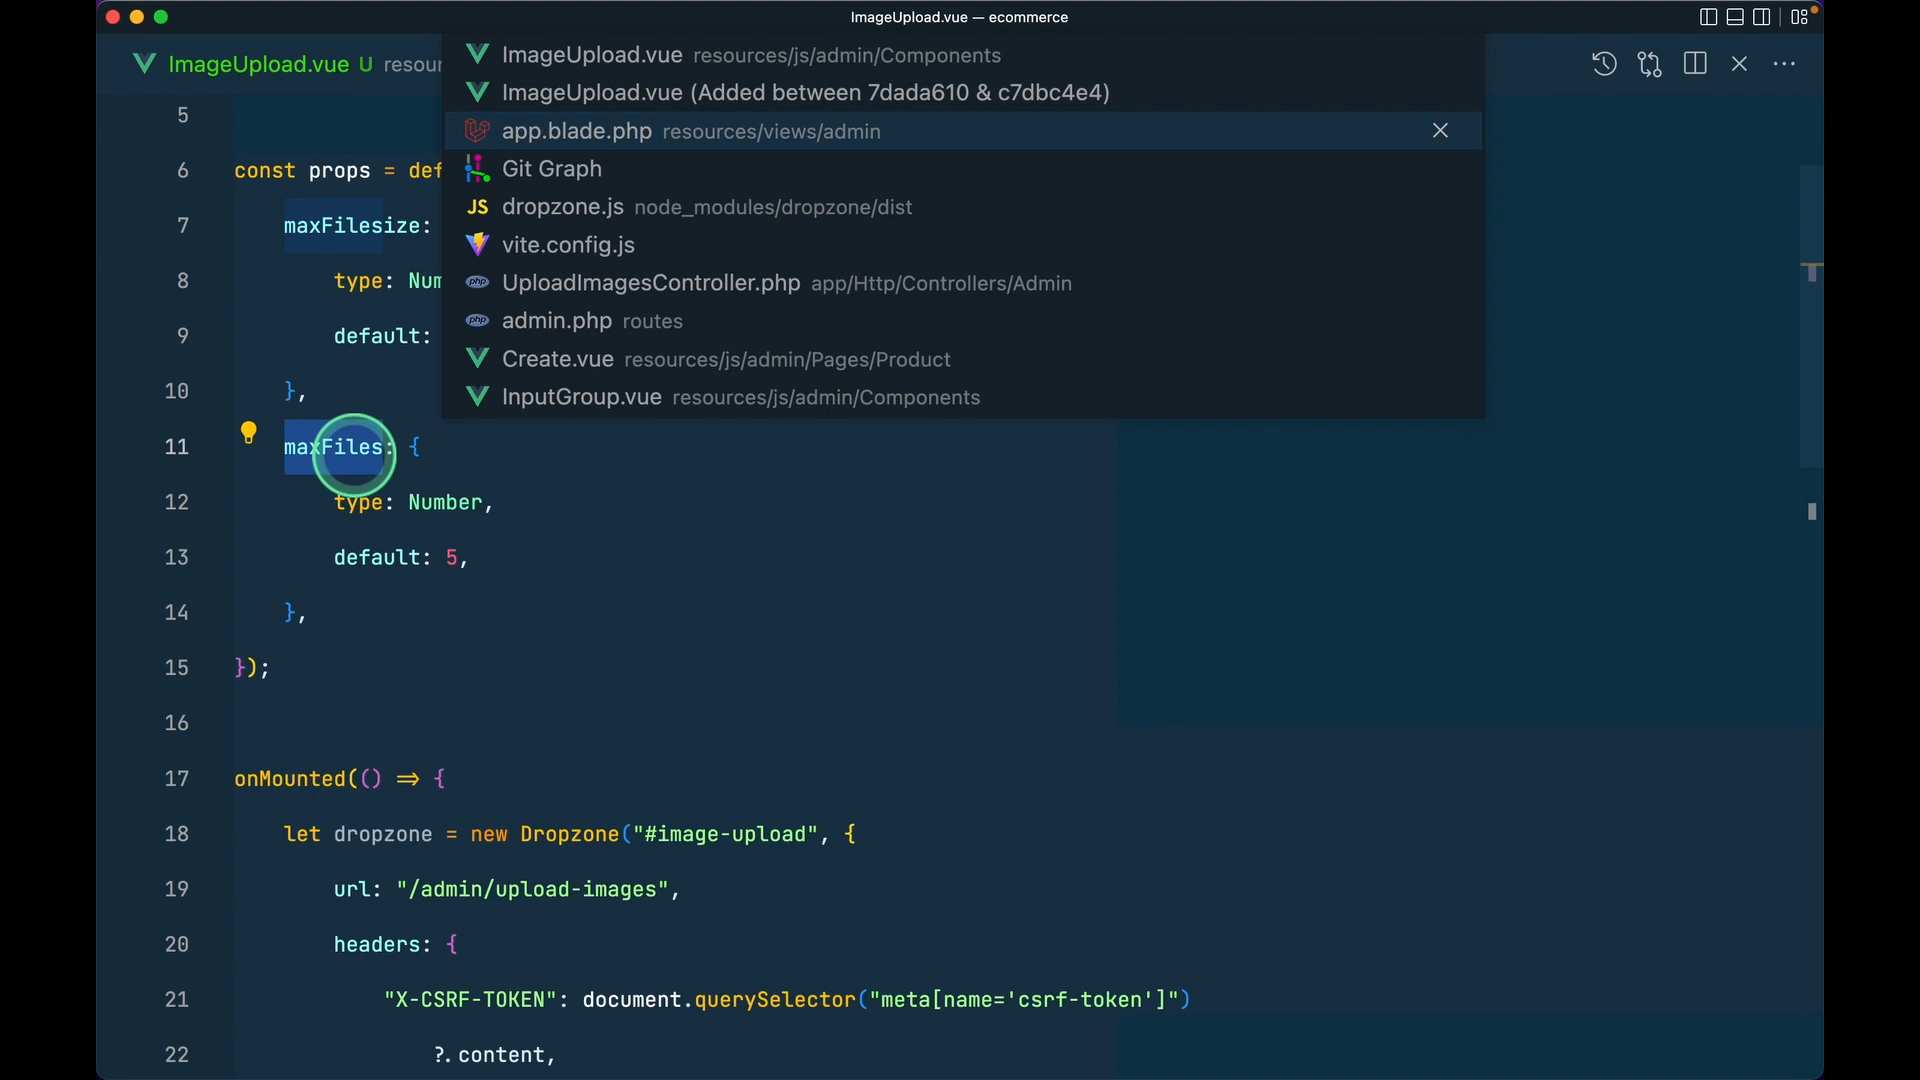 ImageUpload.vue — ecommerce
ImageUpload.vue U resour
ImageUpload.vue resources/js/admin/Components
ImageUpload.vue (Added between 7dada610 & c7dbc4e4)
app.blade.php resources/views/admin
Git Graph
JS dropzone.js node_modules/dropzone/dist
vite.config.js
php UploadImagesController.php app/Http/Controllers/Admin
php admin.php routes
Create.vue resources/js/admin/Pages/Product
InputGroup.vue resources/js/admin/Components
5
6 const props = def
7 maxFilesize:
8 type: Num
9 default:
10 },
11 maxFiles: {
12 type: Number,
13 default: 5,
14 },
15 });
16
17 onMounted(() => {
18 let dropzone = new Dropzone("#image-upload", {
19 url: "/admin/upload-images",
20 headers: {
21 "X-CSRF-TOKEN": document.querySelector("meta[name='csrf-token']")
22 ?.content,